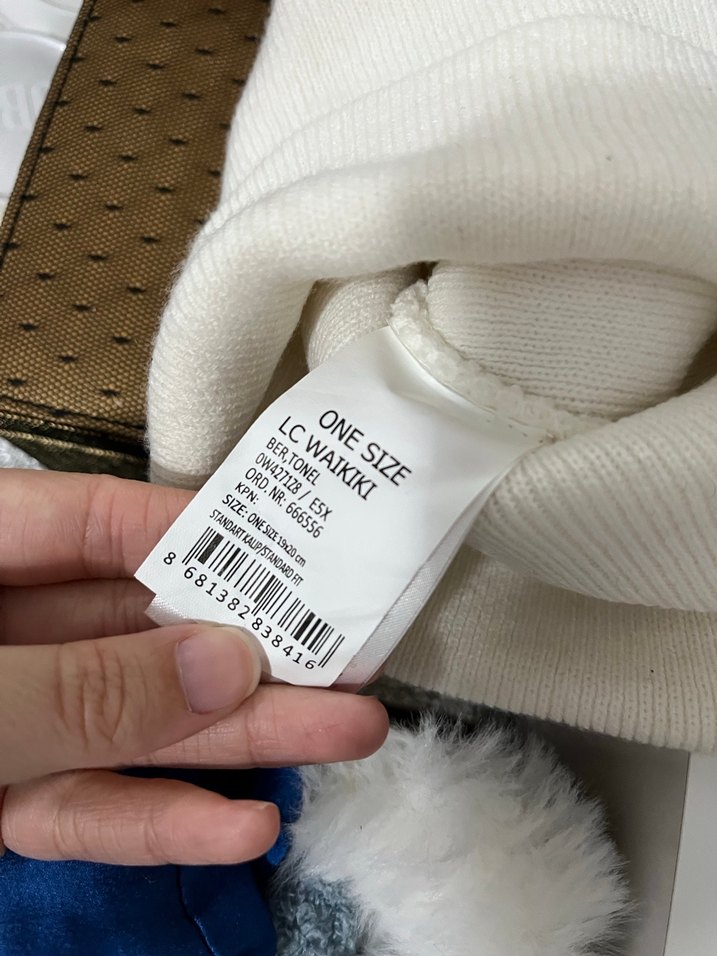 ONE SIZE
LC WAIKIKI
BER,TONEL
0W4271Z8 / E5X
ORD NR: 666556
KPN:
SIZE: ONE SIZE 19x20 cm
STANDART KALIP/STANDARD FIT
8 681382 838416